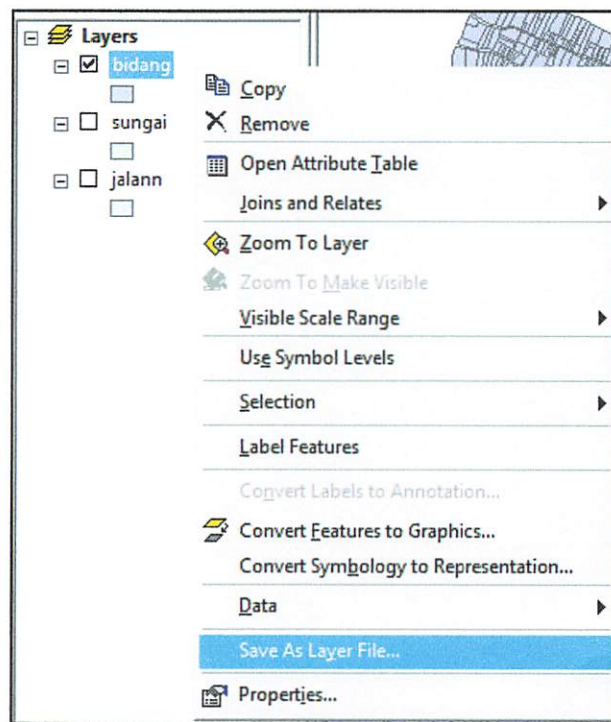 Layers
bidang
sungai
jalann
Copy
Remove
Open Attribute Table
Joins and Relates
Zoom To Layer
Zoom To Make Visible
Visible Scale Range
Use Symbol Levels
Selection
Label Features
Convert Labels to Annotation...
Convert Features to Graphics...
Convert Symbology to Representation...
Data
Save As Layer File...
Properties...